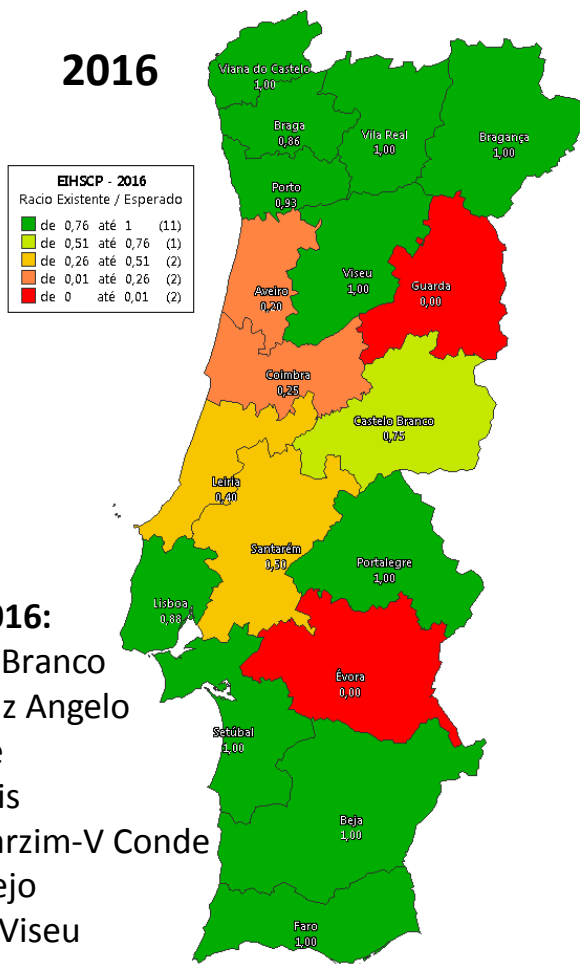 2016
EIHSCP - 2016
Racio Existente / Esperado
de 0,76 até 1 (11)
de 0,51 até 0,76 (1)
de 0,26 até 0,51 (2)
de 0,01 até 0,26 (2)
de 0 até 0,01 (2)
Viana do Castelo
1,00
Braga
0,86
Vila Real
1,00
Bragança
1,00
Porto
0,93
Aveiro
0,20
Viseu
1,00
Guarda
0,00
Coimbra
0,25
Castelo Branco
0,75
Leiria
0,40
Santarém
0,50
Portalegre
1,00
Lisboa
0,88
Évora
0,00
Setúbal
1,00
Beja
1,00
Faro
1,00
016:
Branco
z Angelo
e
is
arzim-V Conde
ejo
Viseu